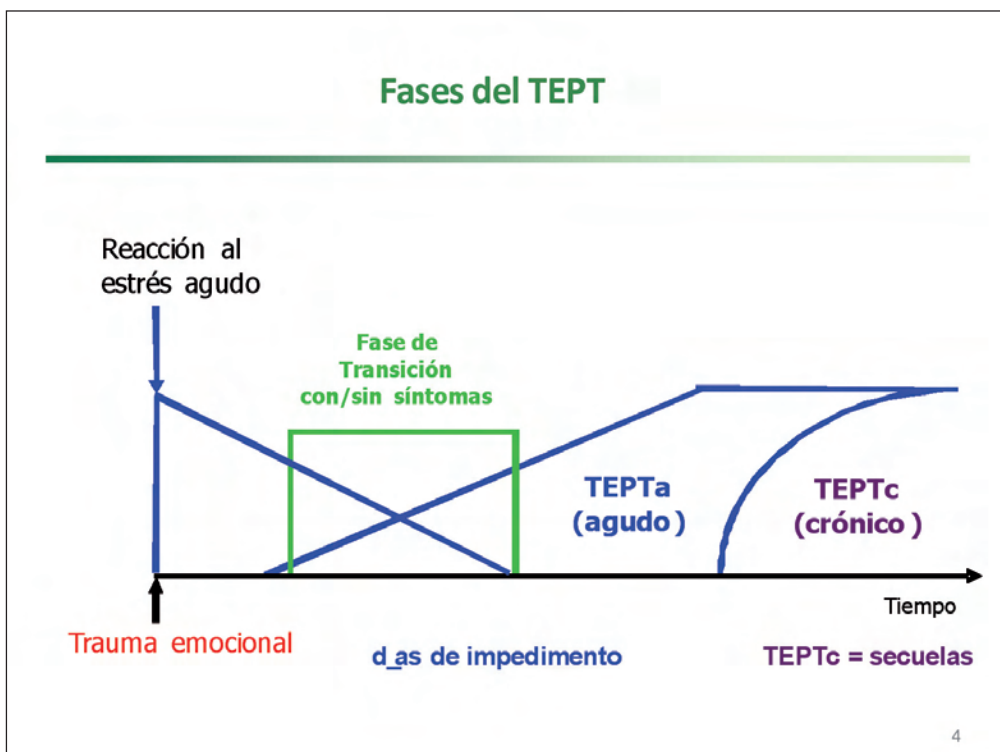 Fases del TEPT
Reacción al
estrés agudo
Fase de
Transición
con/sin síntomas
TEPTa
(agudo)
TEPTc
(crónico )
Tiempo
Trauma emocional
d_as de impedimento
TEPTc = secuelas
4